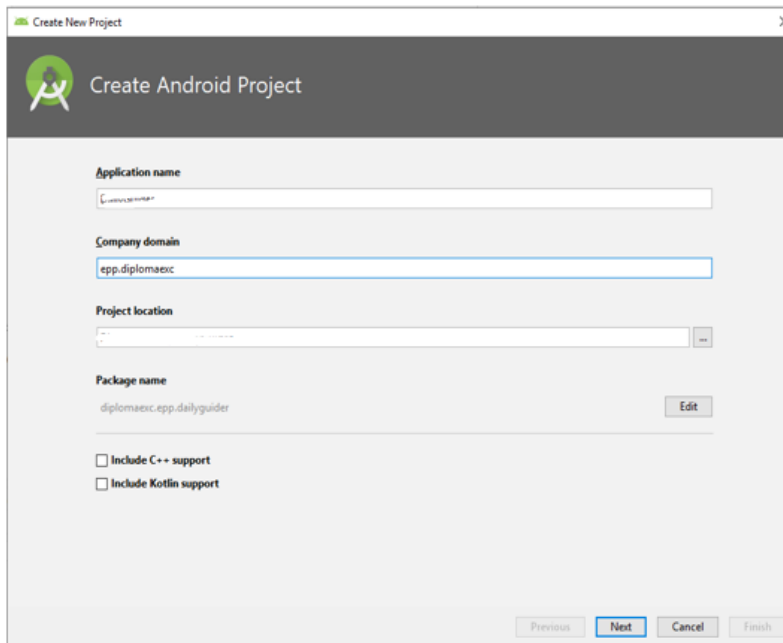 Create New Project
Create Android Project
Application name
Company domain
epp.diplomaexc
Project location
...
Package name
diplomaexc.epp.dailyguider
Edit
Include C++ support
Include Kotlin support
Previous
Next
Cancel
Finish